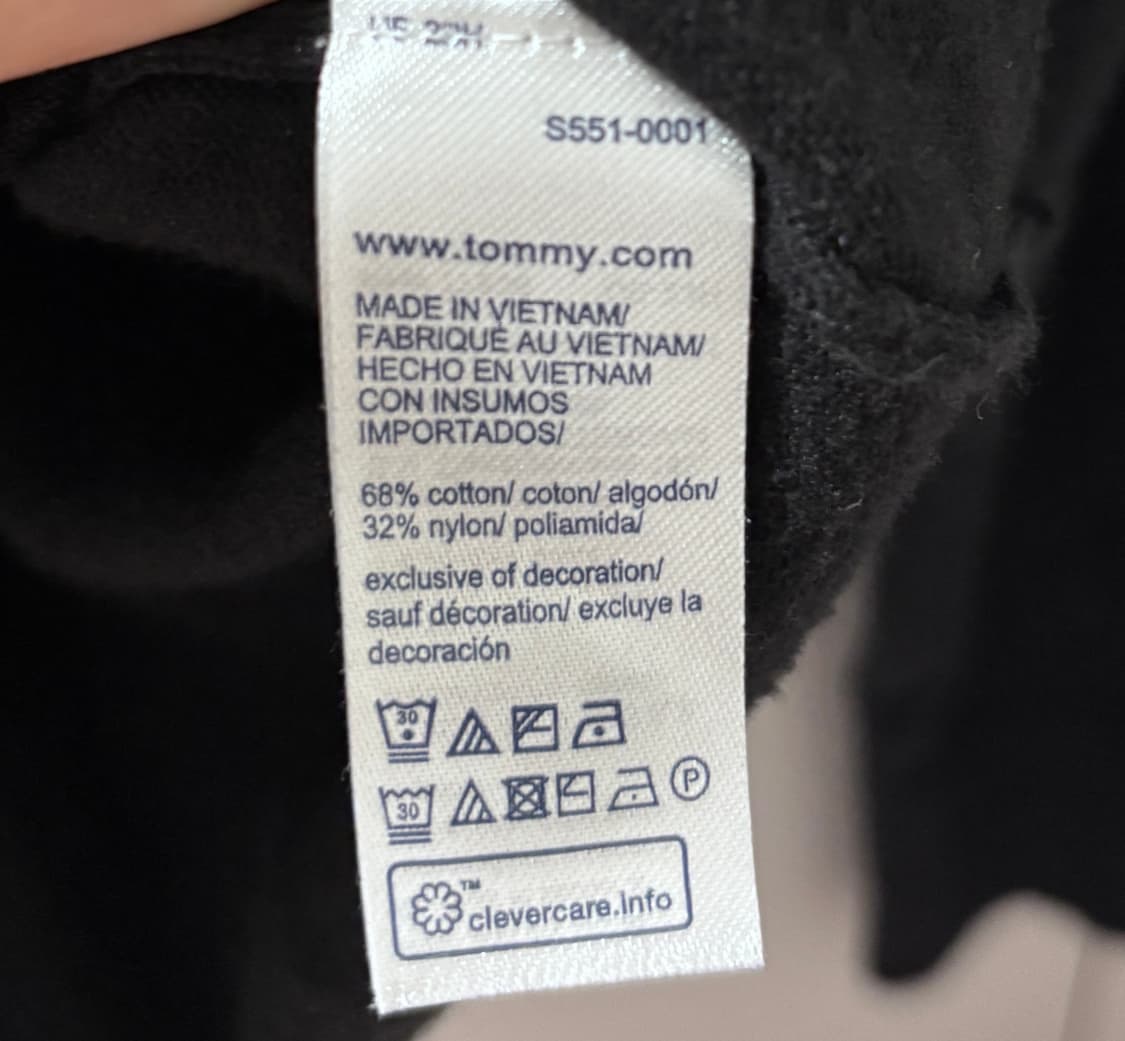 S551-0001
www.tommy.com
MADE IN VIETNAM/
FABRIQUÉ AU VIETNAM/
HECHO EN VIETNAM
CON INSUMOS
IMPORTADOS/
68% cotton/ coton/ algodón/
32% nylon/ poliamida/
exclusive of decoration/
sauf décoration/ excluye la
decoración
30
30 P
™
clevercare.info